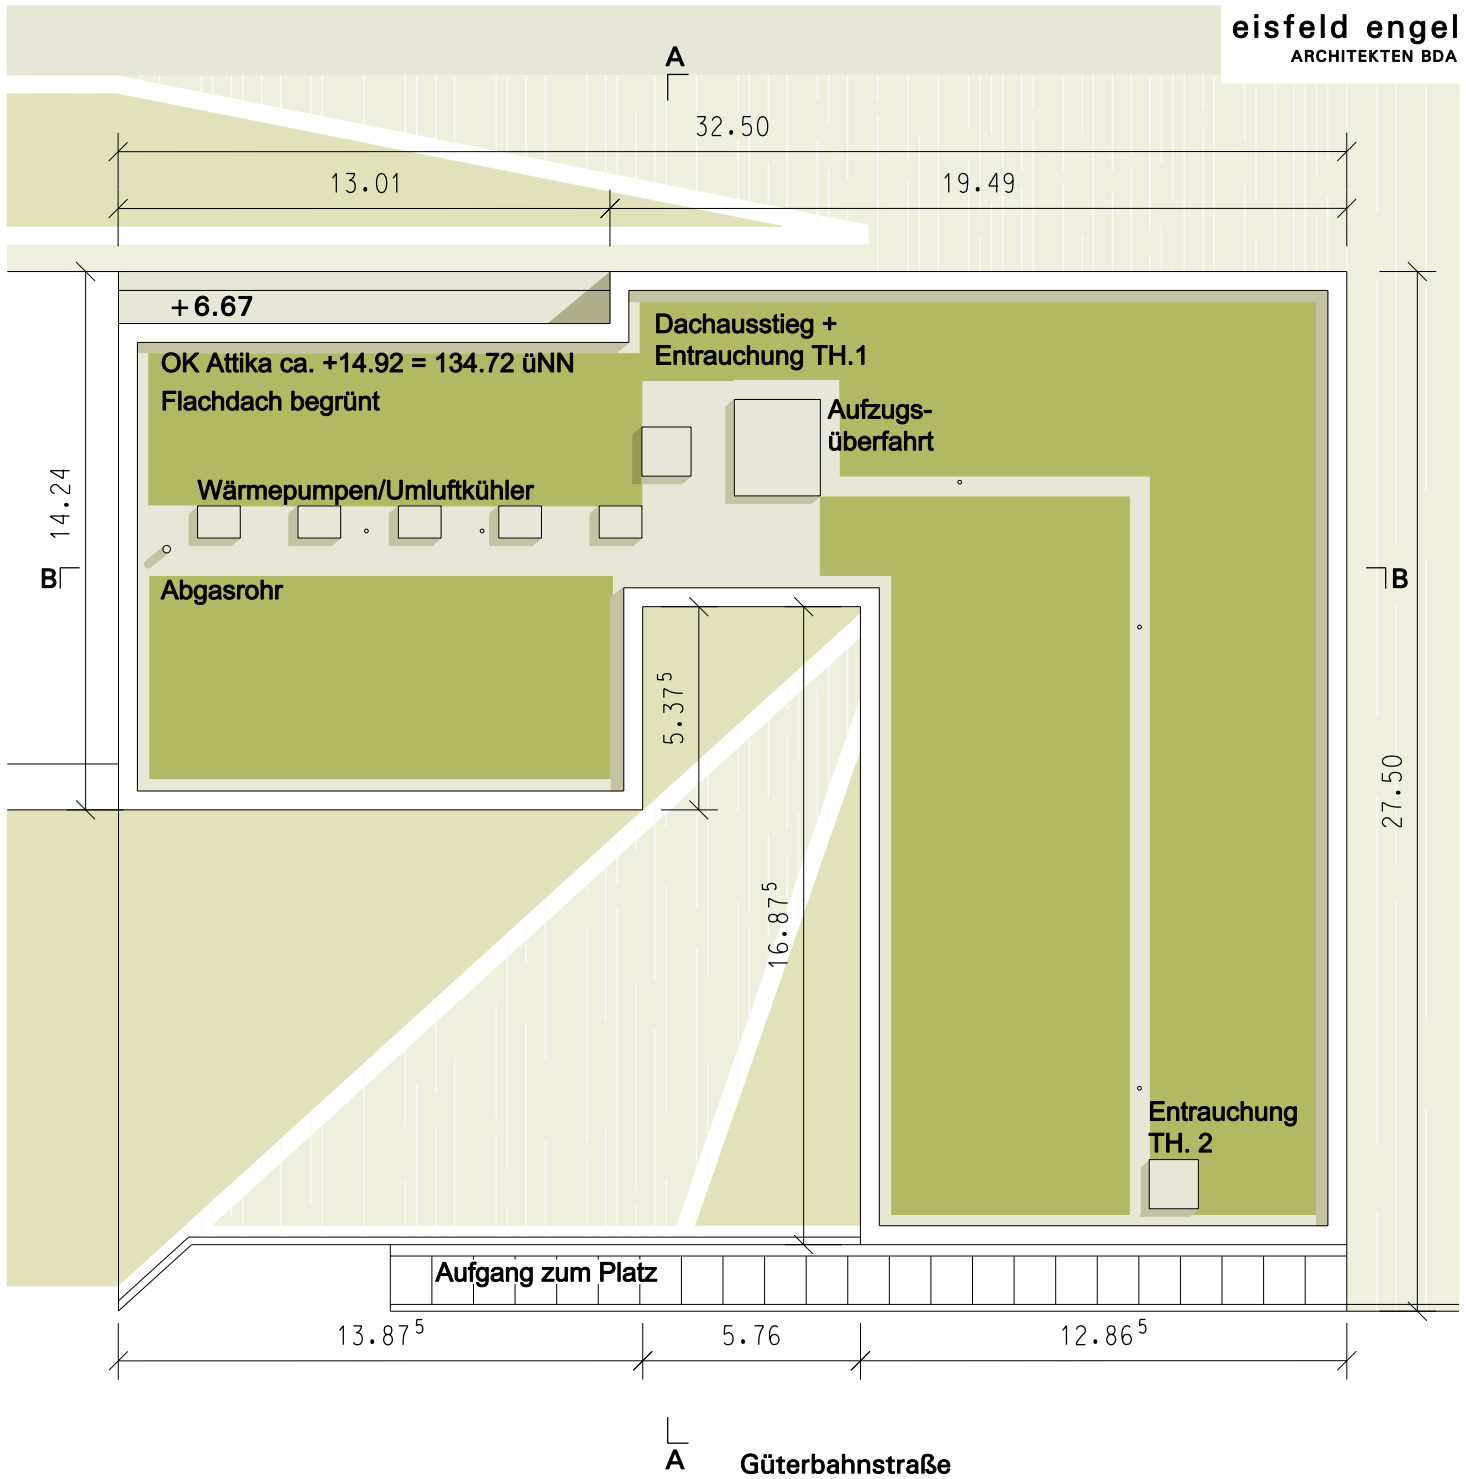 eisfeld engel
ARCHITEKTEN BDA
A
32.50
13.01
19.49
+6.67
Dachausstieg +
Entrauchung TH.1
OK Attika ca. +14.92 = 134.72 üNN
Flachdach begrünt
Aufzugs-
überfahrt
Wärmepumpen/Umluftkühler
14.24
B
B
Abgasrohr
5.37⁵
27.50
16.87⁵
Entrauchung
TH. 2
Aufgang zum Platz
13.87⁵
5.76
12.86⁵
A
Güterbahnstraße